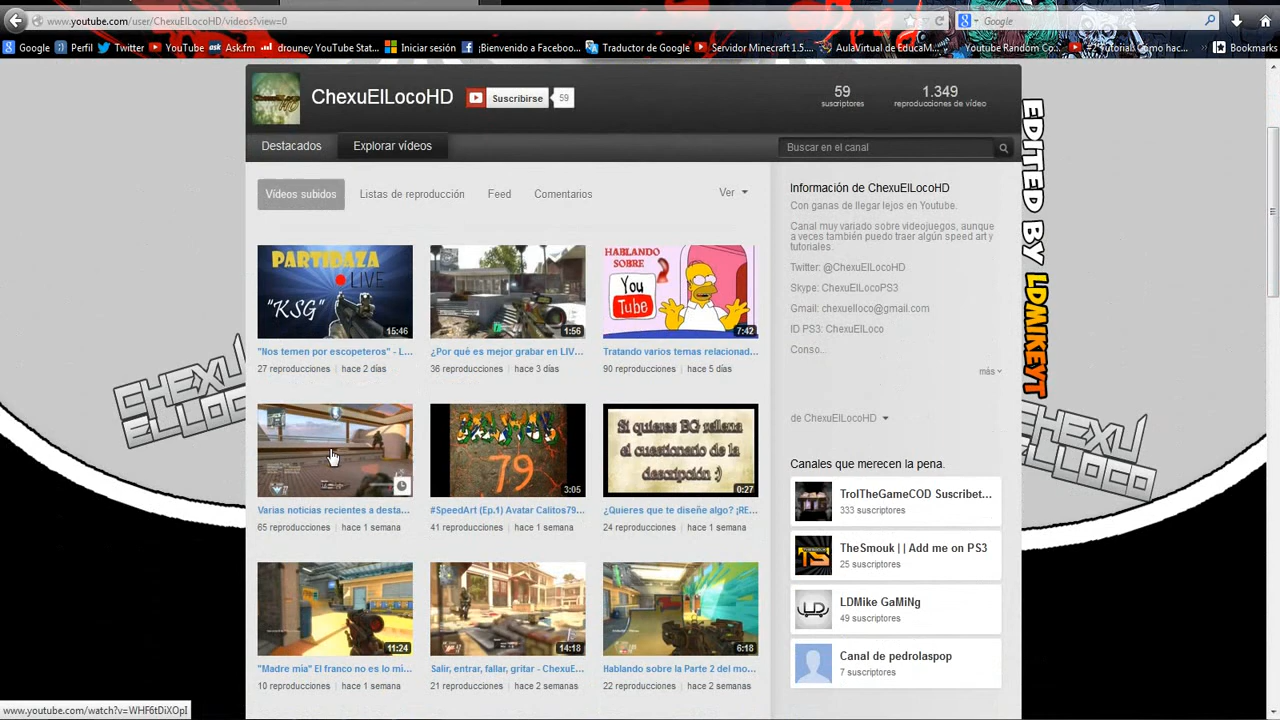 www.youtube.com/user/ChexuElLocoHD/videos?view=0
Google
Google Perfil Twitter YouTube Ask.fm drouney YouTube Stat... Iniciar sesión ¡Bienvenido a Faceboo... Traductor de Google Servidor Minecraft 1.5.... AulaVirtual de EducaM... Youtube Random Co... Tutorial: Como hac... Bookmarks
ChexuElLocoHD
Suscribirse
59
59
suscriptores
1.349
reproducciones de vídeo
Destacados
Explorar vídeos
Buscar en el canal
Vídeos subidos
Listas de reproducción
Feed
Comentarios
Ver
PARTIDAZA
LIVE
"KSG"
15:46
"Nos temen por escopeteros" - L...
27 reproducciones hace 2 días
1:56
¿Por qué es mejor grabar en LIV...
36 reproducciones hace 3 días
HABLANDO
SOBRE
You
Tube
7:42
Tratando varios temas relacionad...
90 reproducciones hace 5 días
Varias noticias recientes a desta...
65 reproducciones hace 1 semana
79
3:05
#SpeedArt (Ep.1) Avatar Calitos79...
41 reproducciones hace 1 semana
Si quieres BG rellena
el cuestionario de la
descripción :)
0:27
¿Quieres que te diseñe algo? ¡RE...
24 reproducciones hace 1 semana
11:24
"Madre mia" El franco no es lo mi...
10 reproducciones hace 1 semana
14:18
Salir, entrar, fallar, gritar - ChexuE...
21 reproducciones hace 2 semanas
6:18
Hablando sobre la Parte 2 del mo...
22 reproducciones hace 2 semanas
Información de ChexuElLocoHD
Con ganas de llegar lejos en Youtube.
Canal muy variado sobre videojuegos, aunque
a veces también puedo traer algún speed art y
tutoriales.
Twitter: @ChexuElLocoHD
Skype: ChexuElLocoPS3
Gmail: chexuelloco@gmail.com
ID PS3: ChexuElLoco
Conso...
más
de ChexuElLocoHD
Canales que merecen la pena.
TrolTheGameCOD Suscribet...
333 suscriptores
TheSmouk | | Add me on PS3
25 suscriptores
LDMike GaMiNg
49 suscriptores
Canal de pedrolaspop
7 suscriptores
EDITED BY LDMIKEYT
CHEXU
ELLOCO
CHEXU
ELLOCO
www.youtube.com/watch?v=WHF6tDiXOpI